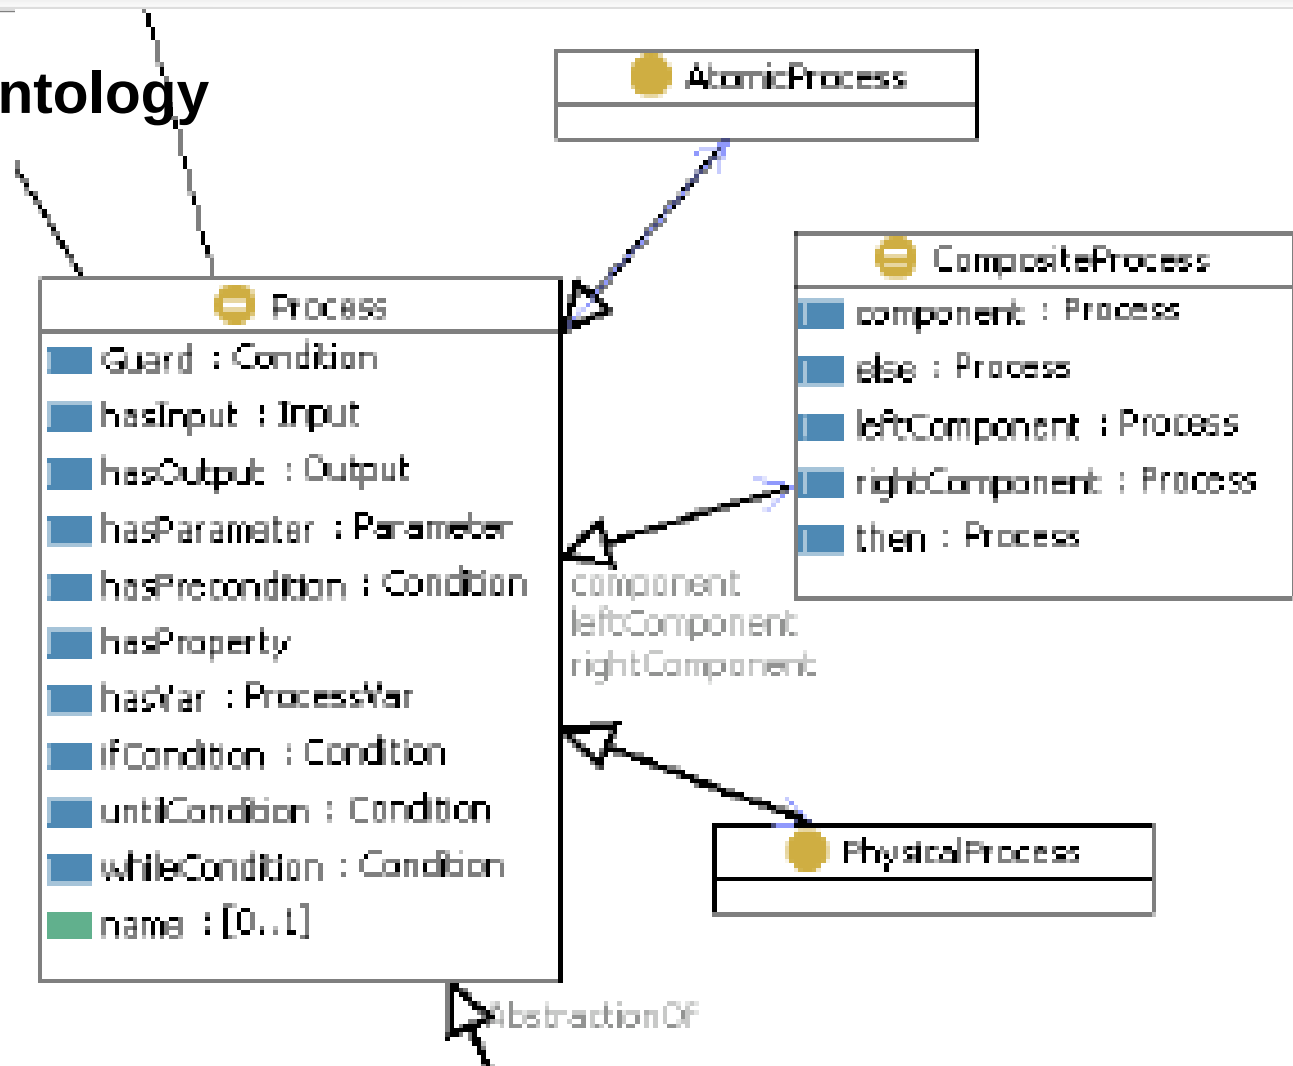 ntology
AtomicProcess
CompositeProcess
component : Process
else : Process
leftComponent : Process
rightComponent : Process
then : Process
Process
Guard : Condition
hasInput : Input
hasOutput : Output
hasParameter : Parameter
hasPrecondition : Condition
hasProperty
hasVar : ProcessVar
ifCondition : Condition
untilCondition : Condition
whileCondition : Condition
name : [0..1]
component
leftComponent
rightComponent
PhysicalProcess
AbstractionOf